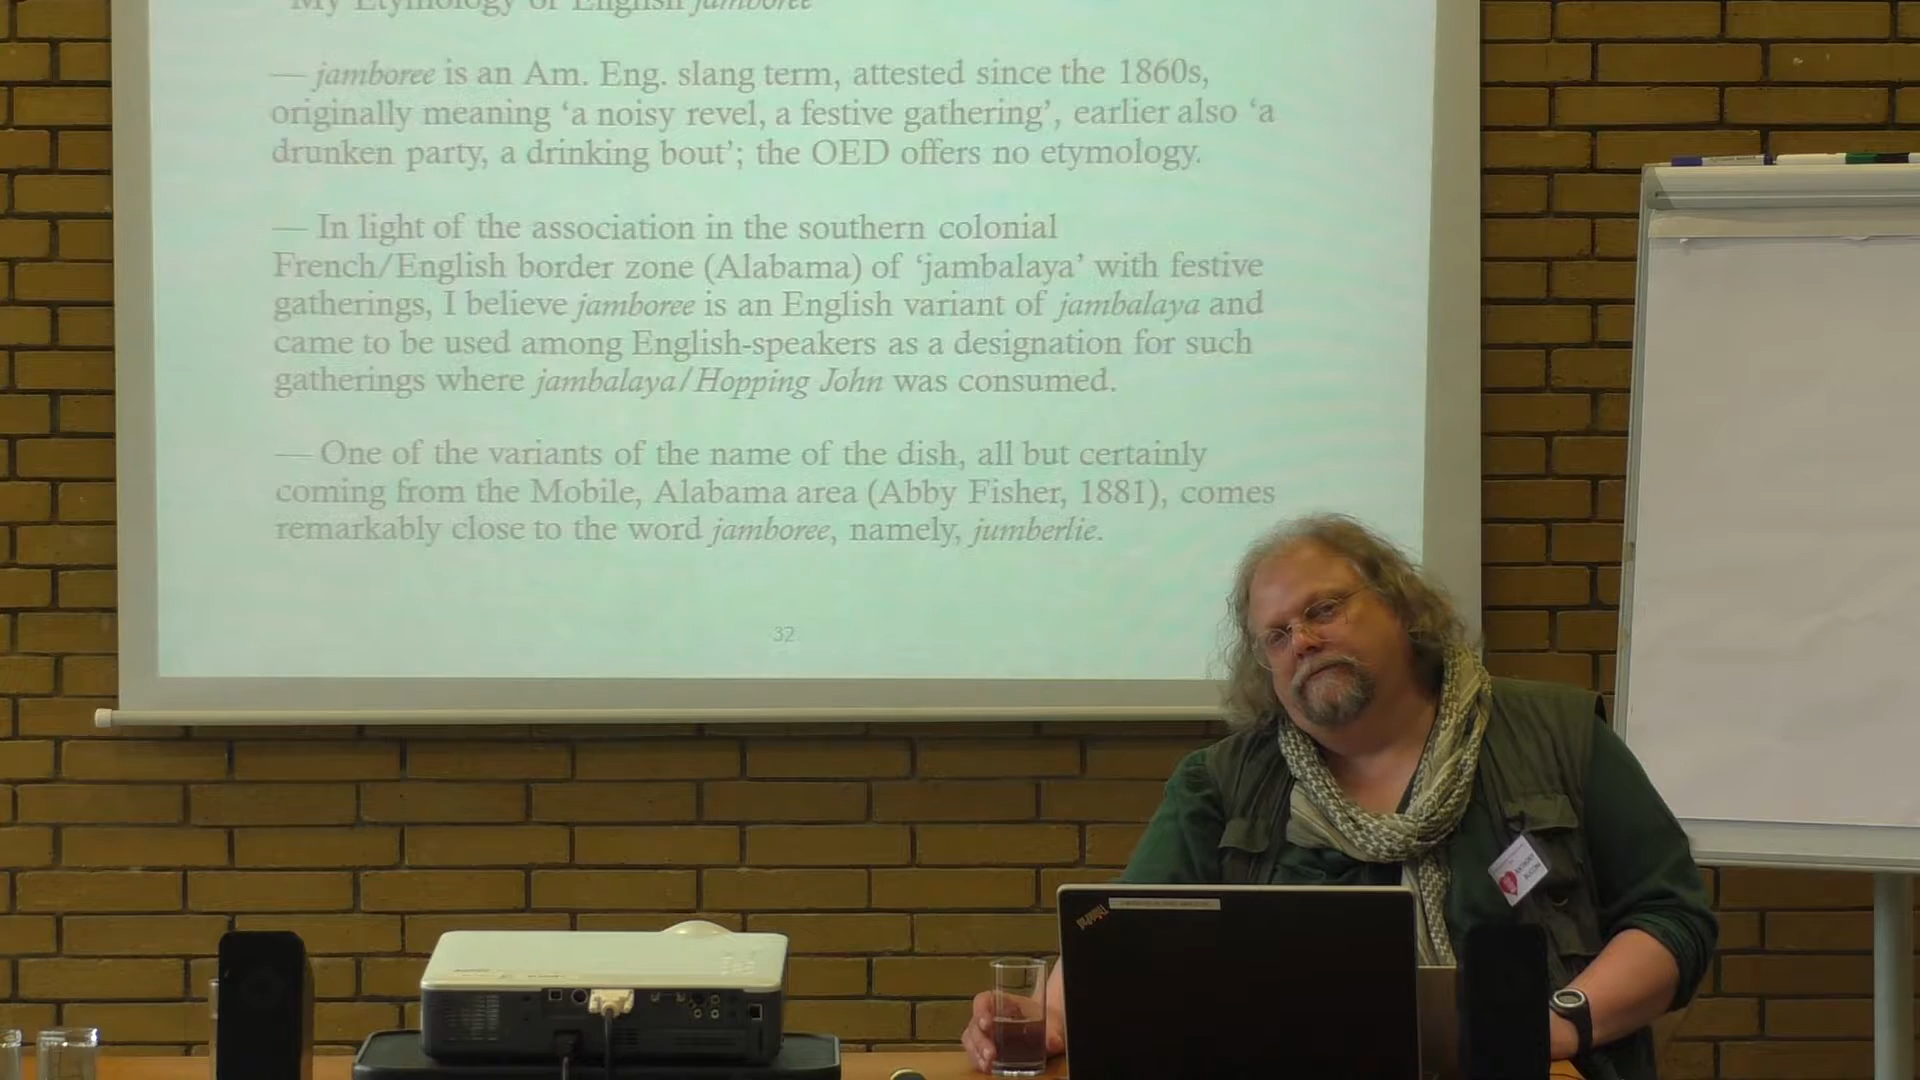 My Etymology of English jamboree
— jamboree is an Am. Eng. slang term, attested since the 1860s,
originally meaning ‘a noisy revel, a festive gathering’, earlier also ‘a
drunken party, a drinking bout’; the OED offers no etymology.
— In light of the association in the southern colonial
French/English border zone (Alabama) of ‘jambalaya’ with festive
gatherings, I believe jamboree is an English variant of jambalaya and
came to be used among English-speakers as a designation for such
gatherings where jambalaya/Hopping John was consumed.
— One of the variants of the name of the dish, all but certainly
coming from the Mobile, Alabama area (Abby Fisher, 1881), comes
remarkably close to the word jamboree, namely, jumberlie.
32
ThinkPad